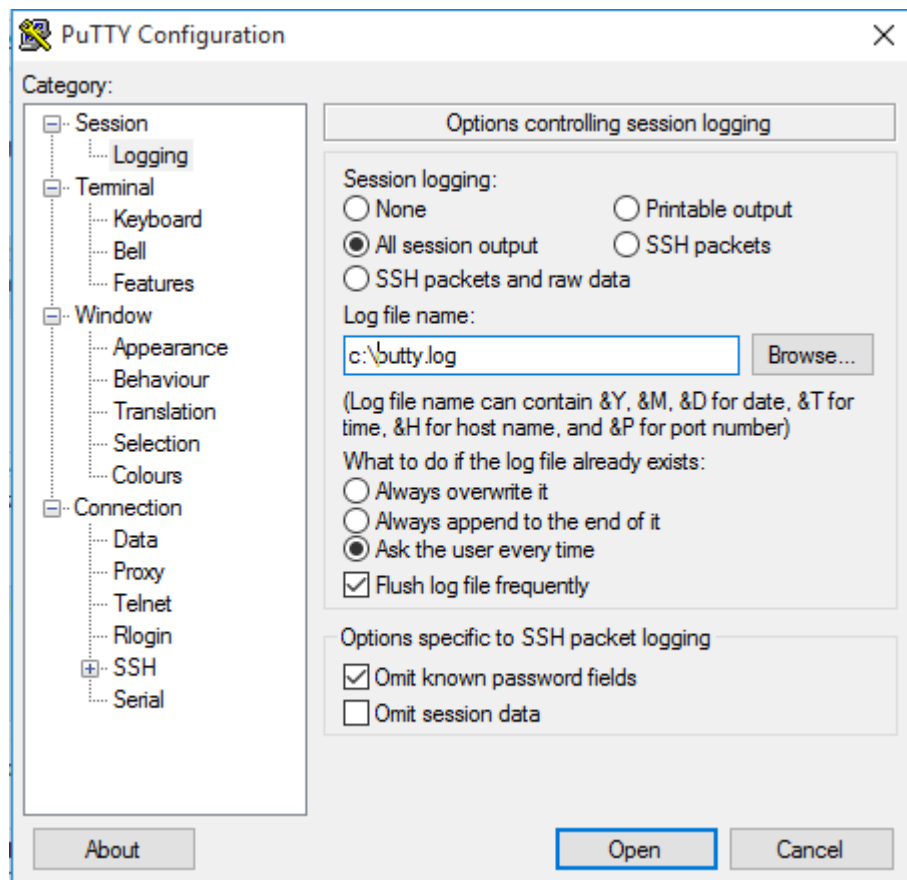 PuTTY Configuration
Category:
Session
Logging
Terminal
Keyboard
Bell
Features
Window
Appearance
Behaviour
Translation
Selection
Colours
Connection
Data
Proxy
Telnet
Rlogin
SSH
Serial
Options controlling session logging
Session logging:
None
Printable output
All session output
SSH packets
SSH packets and raw data
Log file name:
c:\putty.log
Browse...
(Log file name can contain &Y, &M, &D for date, &T for
time, &H for host name, and &P for port number)
What to do if the log file already exists:
Always overwrite it
Always append to the end of it
Ask the user every time
Flush log file frequently
Options specific to SSH packet logging
Omit known password fields
Omit session data
About
Open
Cancel